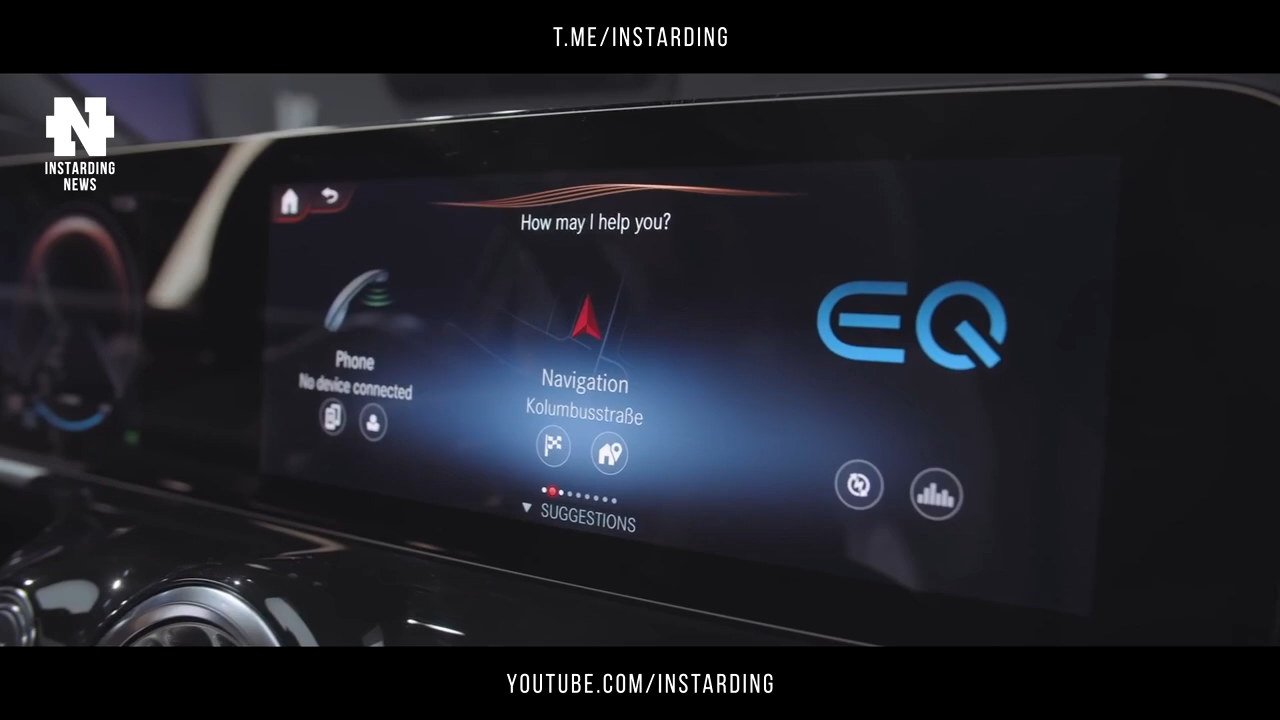 T.ME/INSTARDING
N
INSTARDING
NEWS
How may I help you?
Phone
No device connected
Navigation
Kolumbusstraße
EQ
SUGGESTIONS
YOUTUBE.COM/INSTARDING